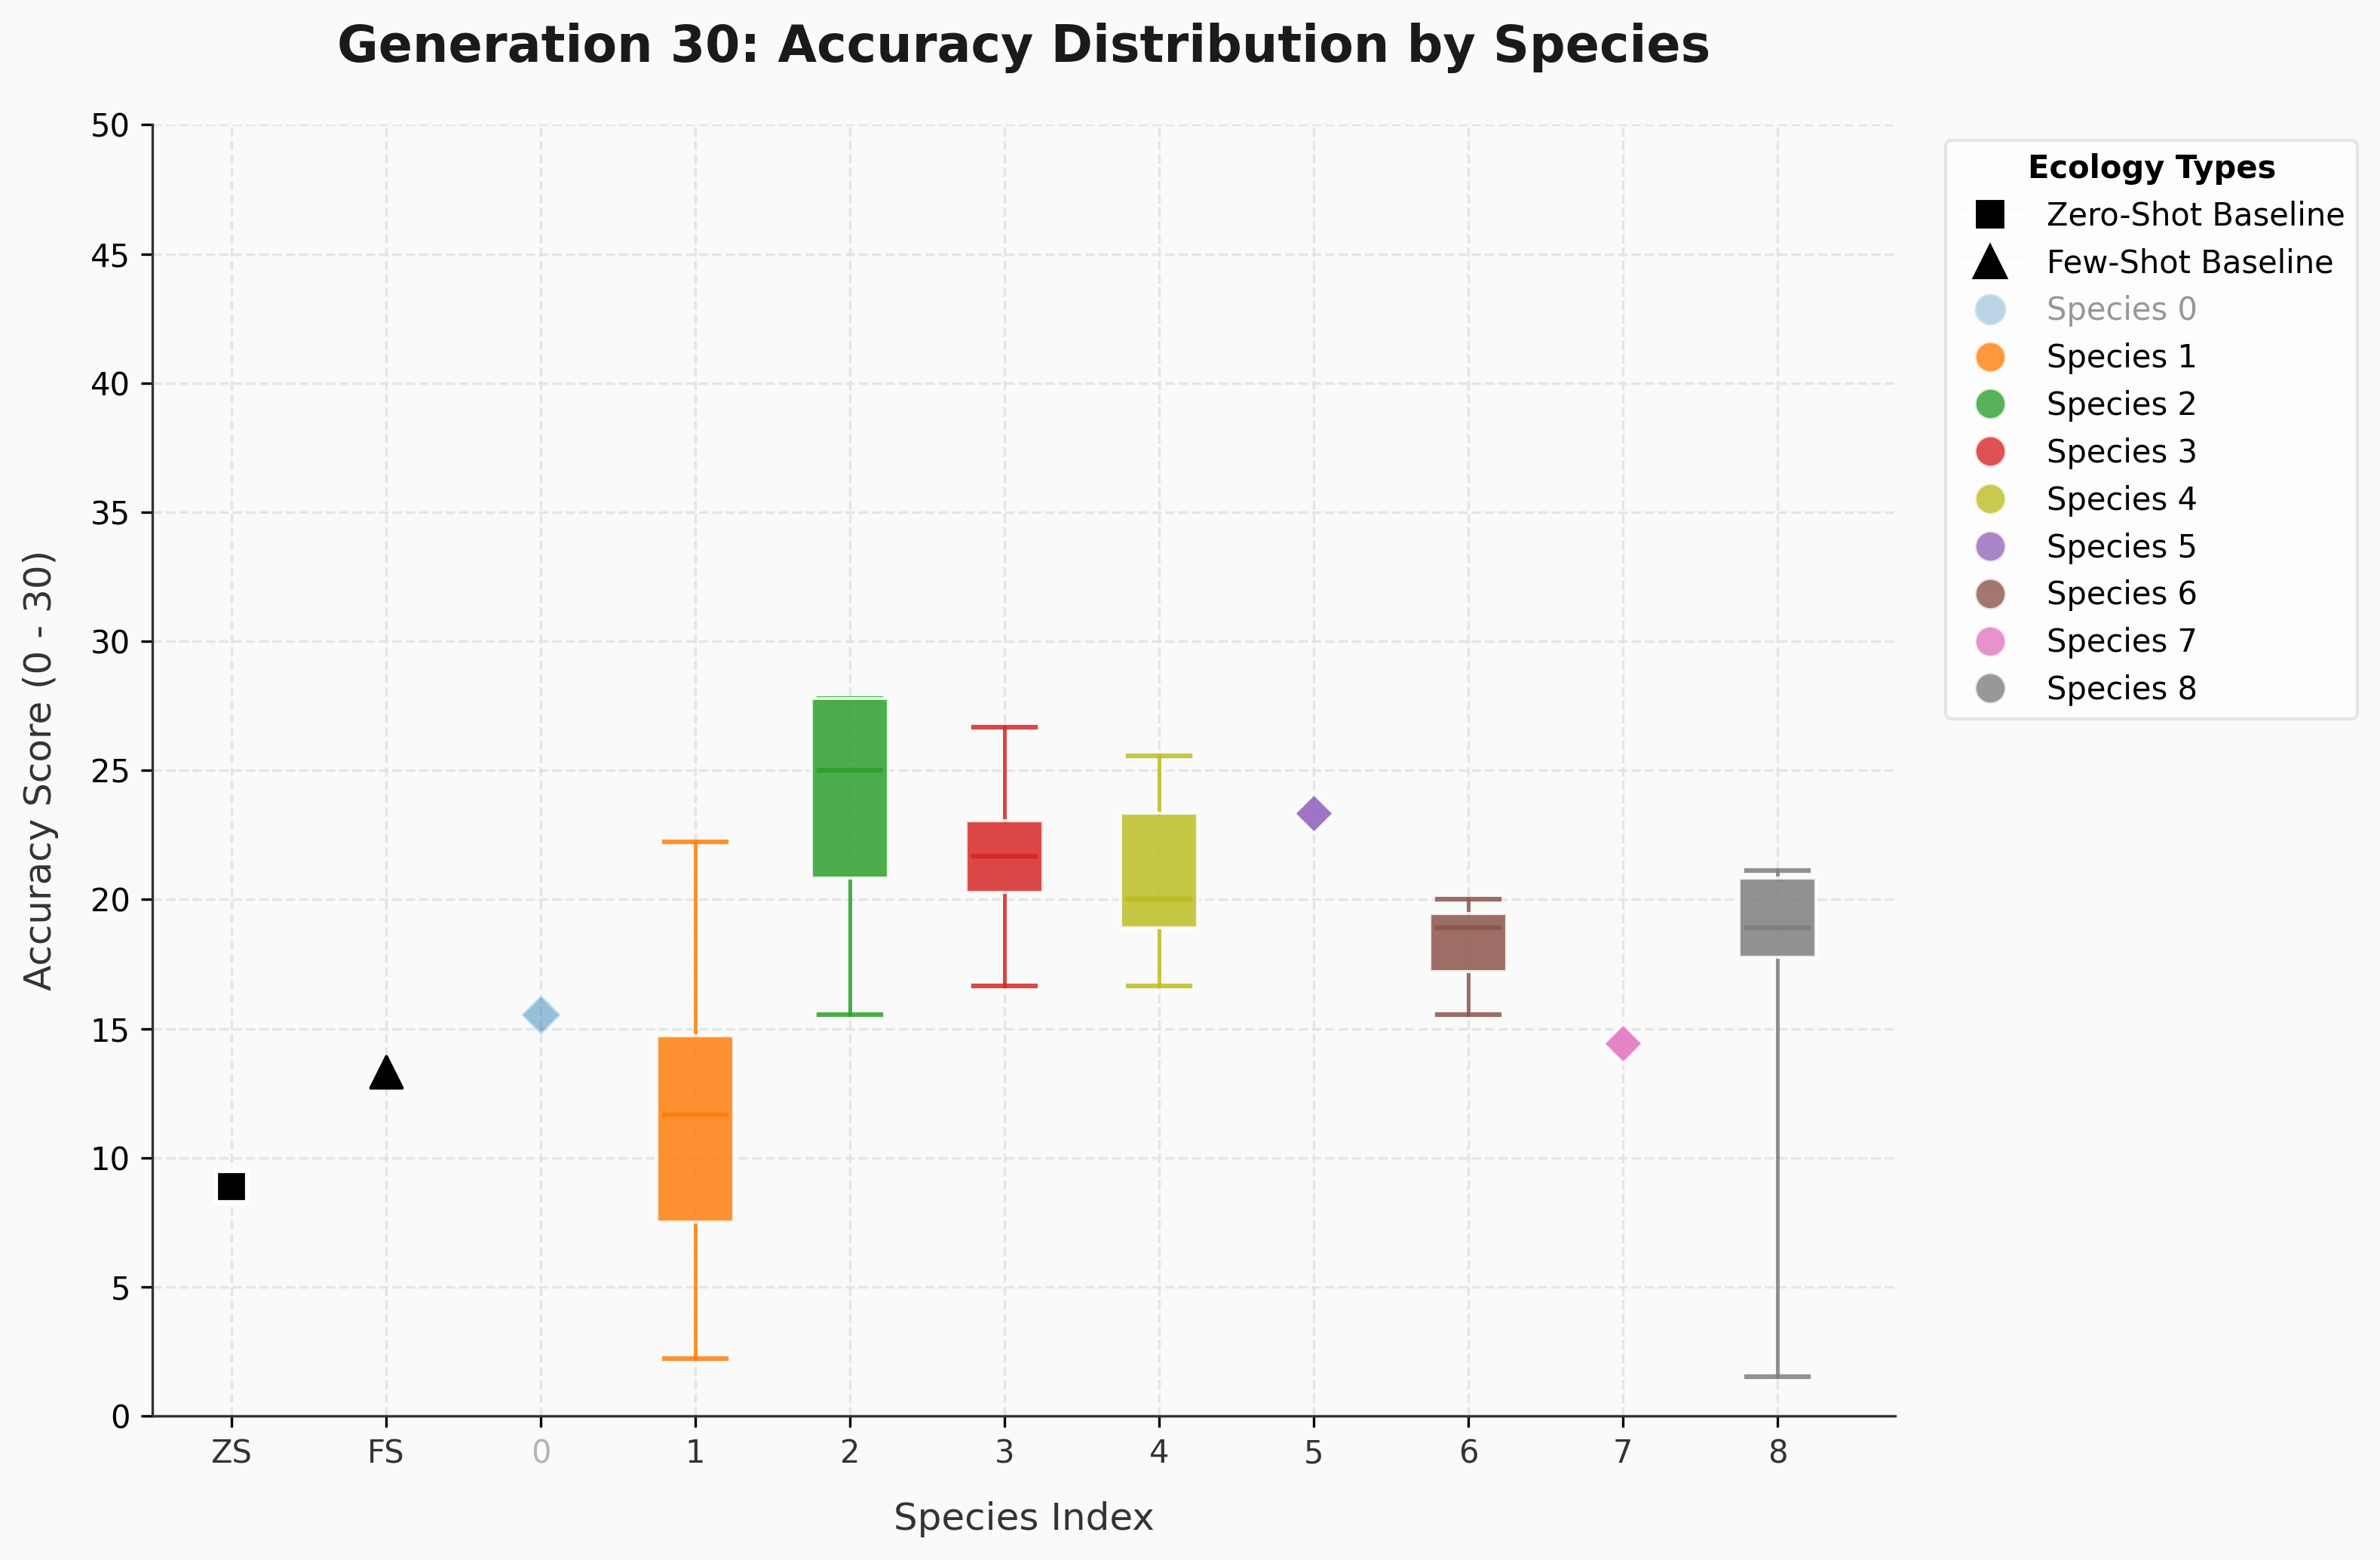 Generation 30: Accuracy Distribution by Species
50
45
40
35
30
25
20
15
10
5
0
Accuracy Score (0 - 30)
ZS FS 0 1 2 3 4 5 6 7 8
Species Index
Ecology Types
Zero-Shot Baseline
Few-Shot Baseline
Species 0
Species 1
Species 2
Species 3
Species 4
Species 5
Species 6
Species 7
Species 8